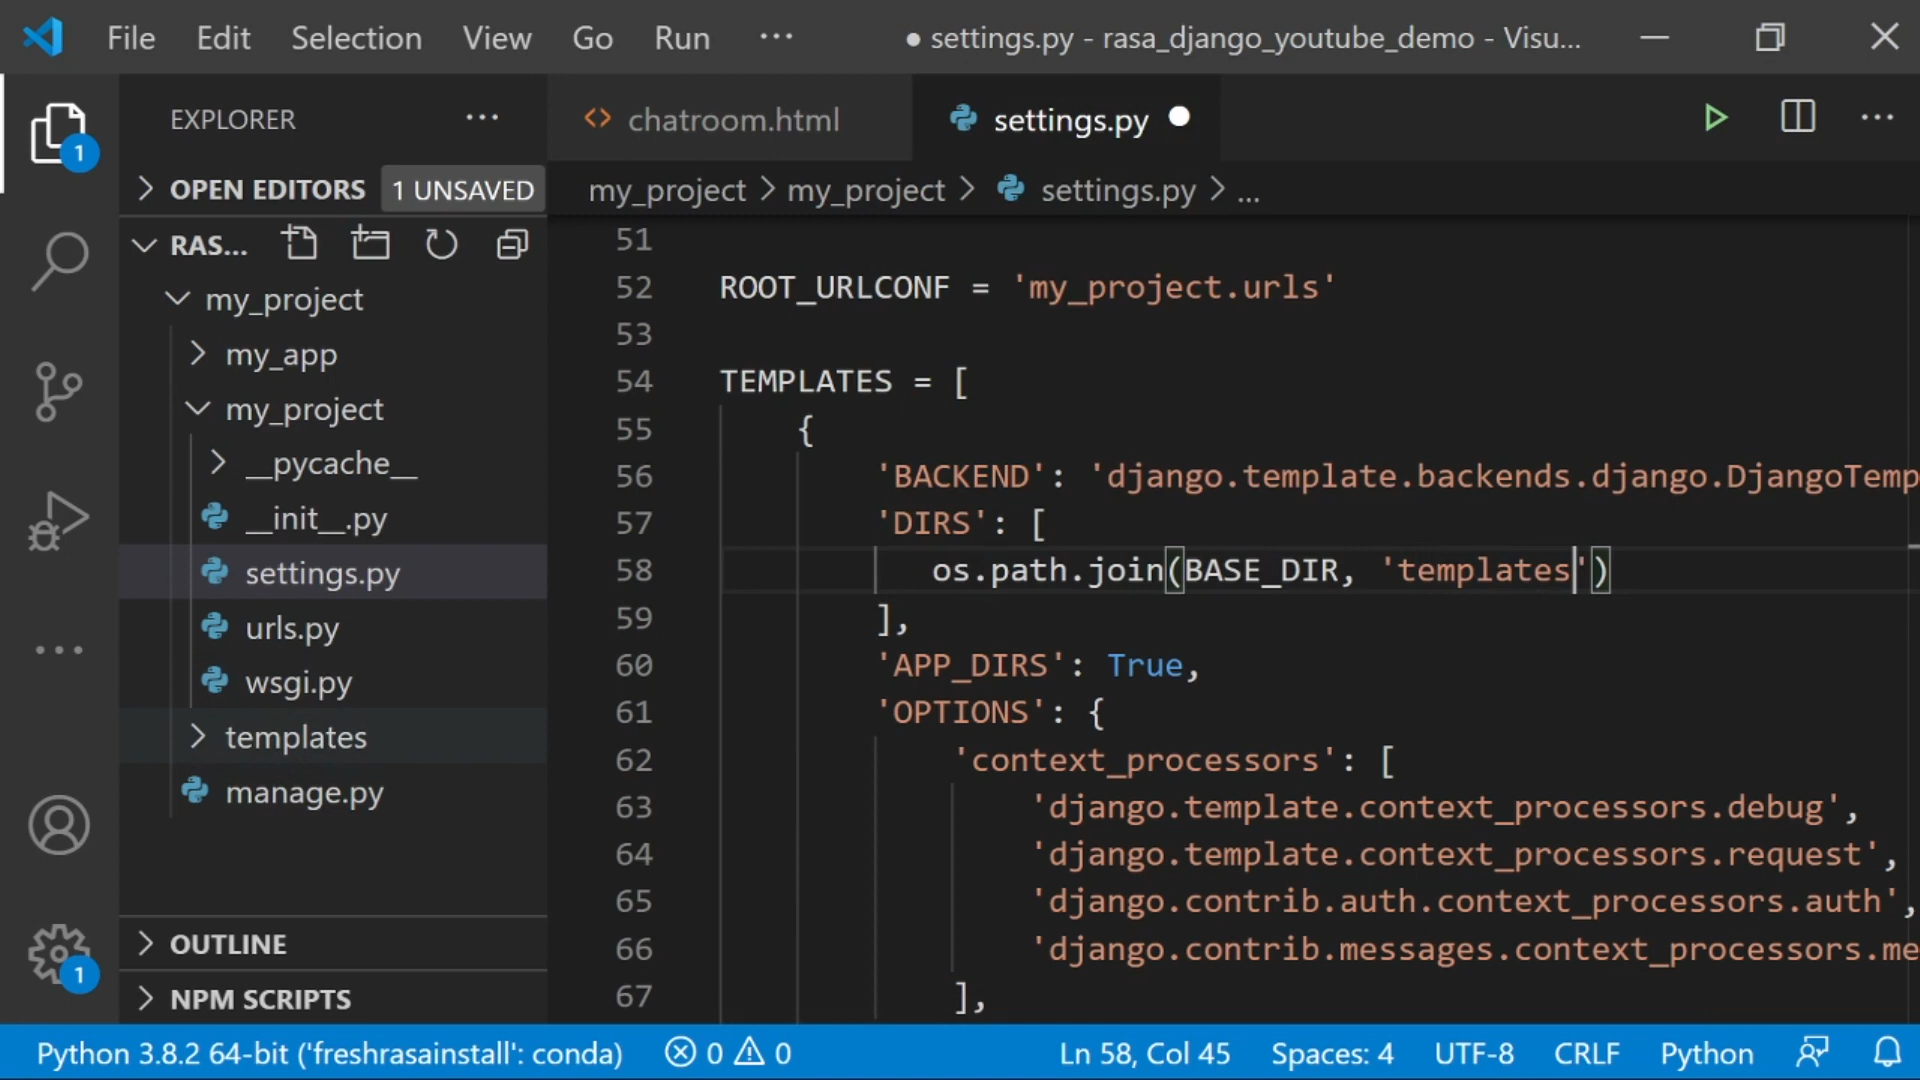 File Edit Selection View Go Run ··· ● settings.py - rasa_django_youtube_demo - Visu...
EXPLORER ···
1
OPEN EDITORS 1 UNSAVED
RAS...
my_project
my_app
my_project
__pycache__
__init__.py
settings.py
urls.py
wsgi.py
templates
manage.py
OUTLINE
NPM SCRIPTS
1
chatroom.html settings.py ●
my_project > my_project > settings.py > ...
51
52 ROOT_URLCONF = 'my_project.urls'
53
54 TEMPLATES = [
55 {
56 'BACKEND': 'django.template.backends.django.DjangoTemp
57 'DIRS': [
58 os.path.join(BASE_DIR, 'templates')
59 ],
60 'APP_DIRS': True,
61 'OPTIONS': {
62 'context_processors': [
63 'django.template.context_processors.debug',
64 'django.template.context_processors.request',
65 'django.contrib.auth.context_processors.auth',
66 'django.contrib.messages.context_processors.me
67 ],
Python 3.8.2 64-bit ('freshrasainstall': conda) 0 0 Ln 58, Col 45 Spaces: 4 UTF-8 CRLF Python